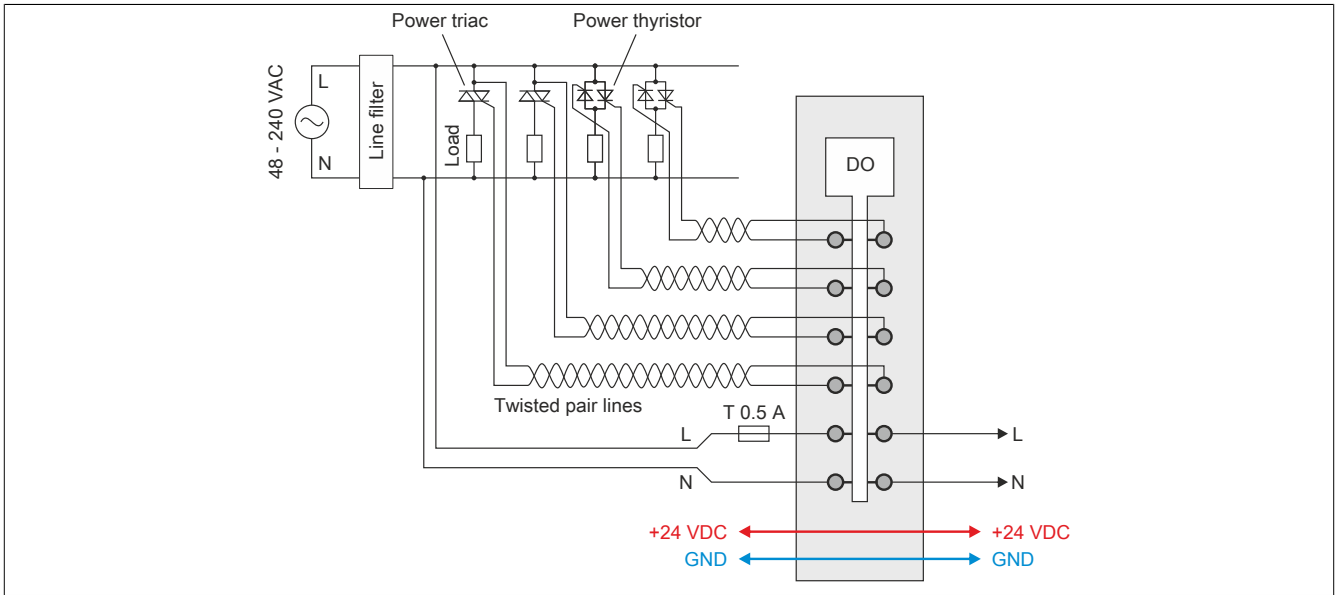 Power triac
Power thyristor
48 - 240 VAC
L
N
Line filter
Load
DO
Twisted pair lines
T 0.5 A
L
L
N
N
+24 VDC
+24 VDC
GND
GND